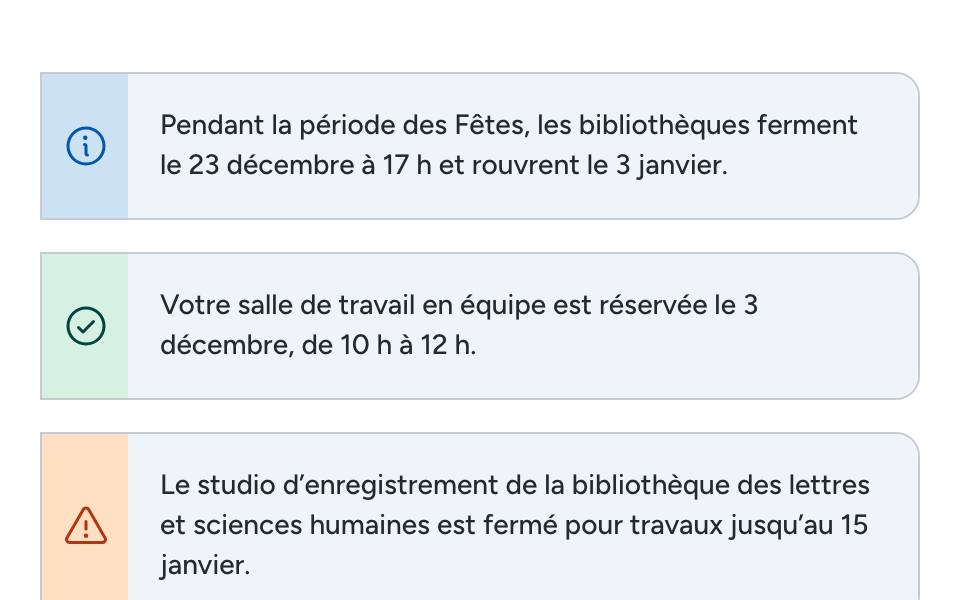 Pendant la période des Fêtes, les bibliothèques ferment
le 23 décembre à 17 h et rouvrent le 3 janvier.
Votre salle de travail en équipe est réservée le 3
décembre, de 10 h à 12 h.
Le studio d’enregistrement de la bibliothèque des lettres
et sciences humaines est fermé pour travaux jusqu’au 15
janvier.